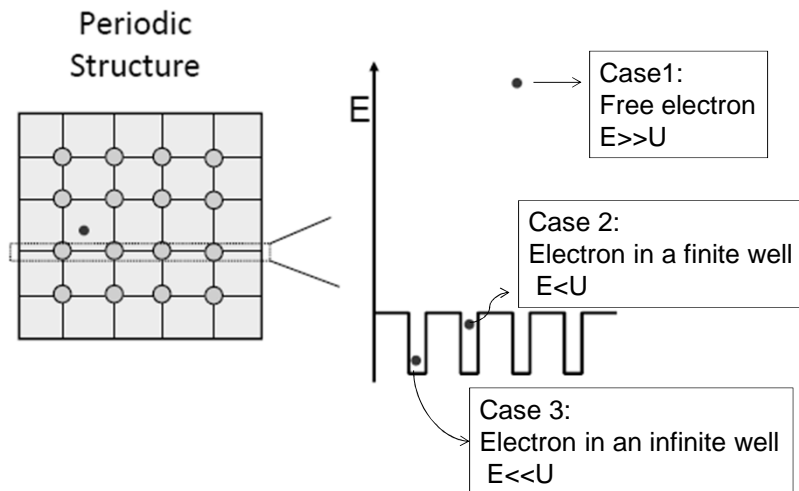 Periodic
Structure
E
Case1:
Free electron
E>>U
Case 2:
Electron in a finite well
E<U
Case 3:
Electron in an infinite well
E<<U